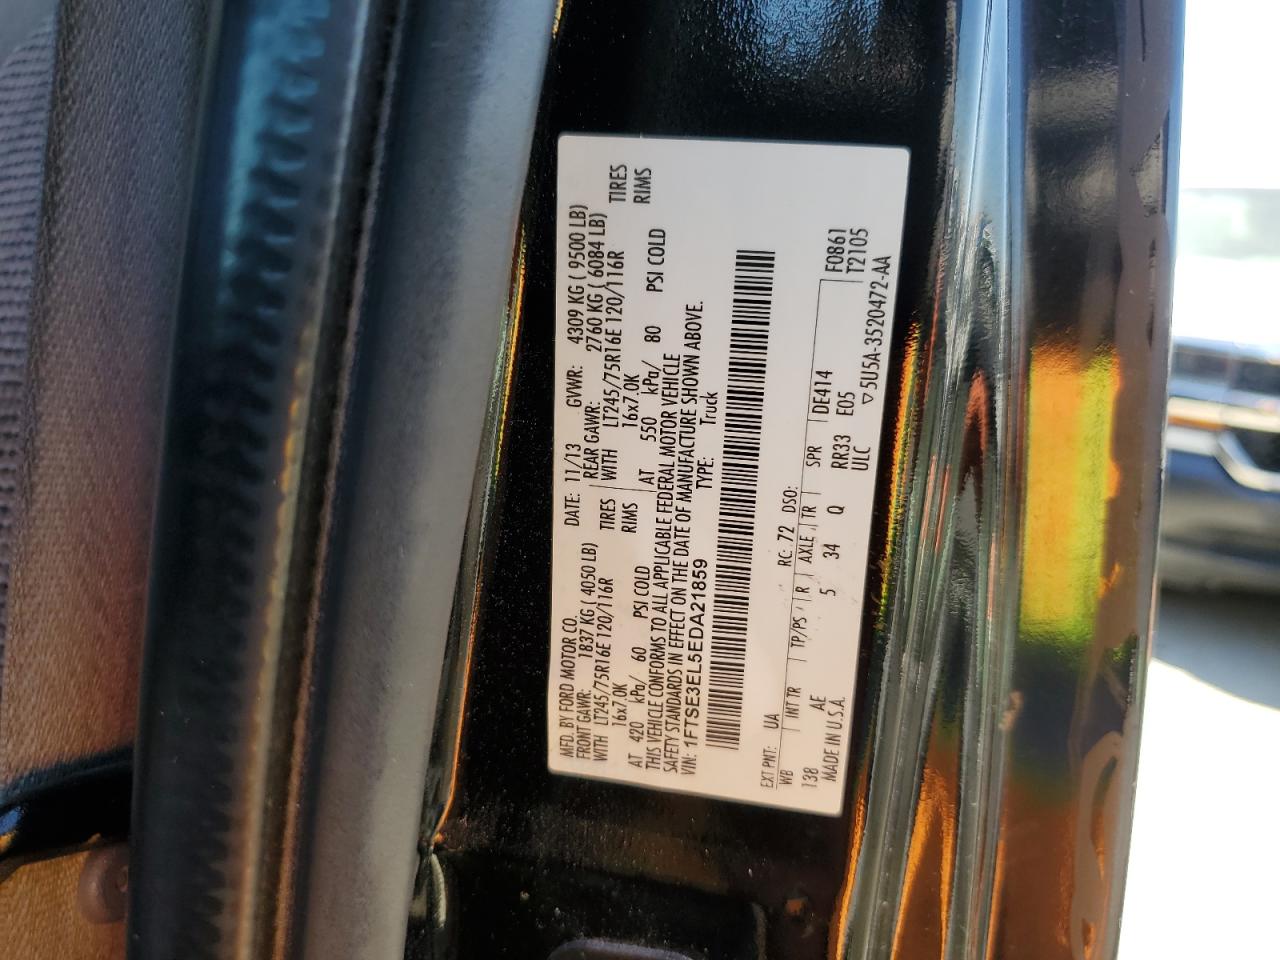 MFD. BY FORD MOTOR CO. DATE: 11/13 GVWR: 4309 KG ( 9500 LB)
FRONT GAWR: 1837 KG ( 4050 LB) REAR GAWR: 2760 KG ( 6084 LB)
WITH LT245/75R16E 120/116R TIRES WITH LT245/75R16E 120/116R TIRES
16x7.0K RIMS 16x7.0K RIMS
AT 420 kPa/ 60 PSI COLD AT 550 kPa/ 80 PSI COLD
THIS VEHICLE CONFORMS TO ALL APPLICABLE FEDERAL MOTOR VEHICLE
SAFETY STANDARDS IN EFFECT ON THE DATE OF MANUFACTURE SHOWN ABOVE.
VIN: 1FTSE3EL5EDA21859 TYPE: Truck
EXT PNT: UA RC: 72 DSO:
WB INT TR TP/PS R AXLE TR SPR DE414 F0861
138 AE 5 34 Q RR33 E05 T2105
MADE IN U.S.A. ULC ▽5U5A-3520472-AA